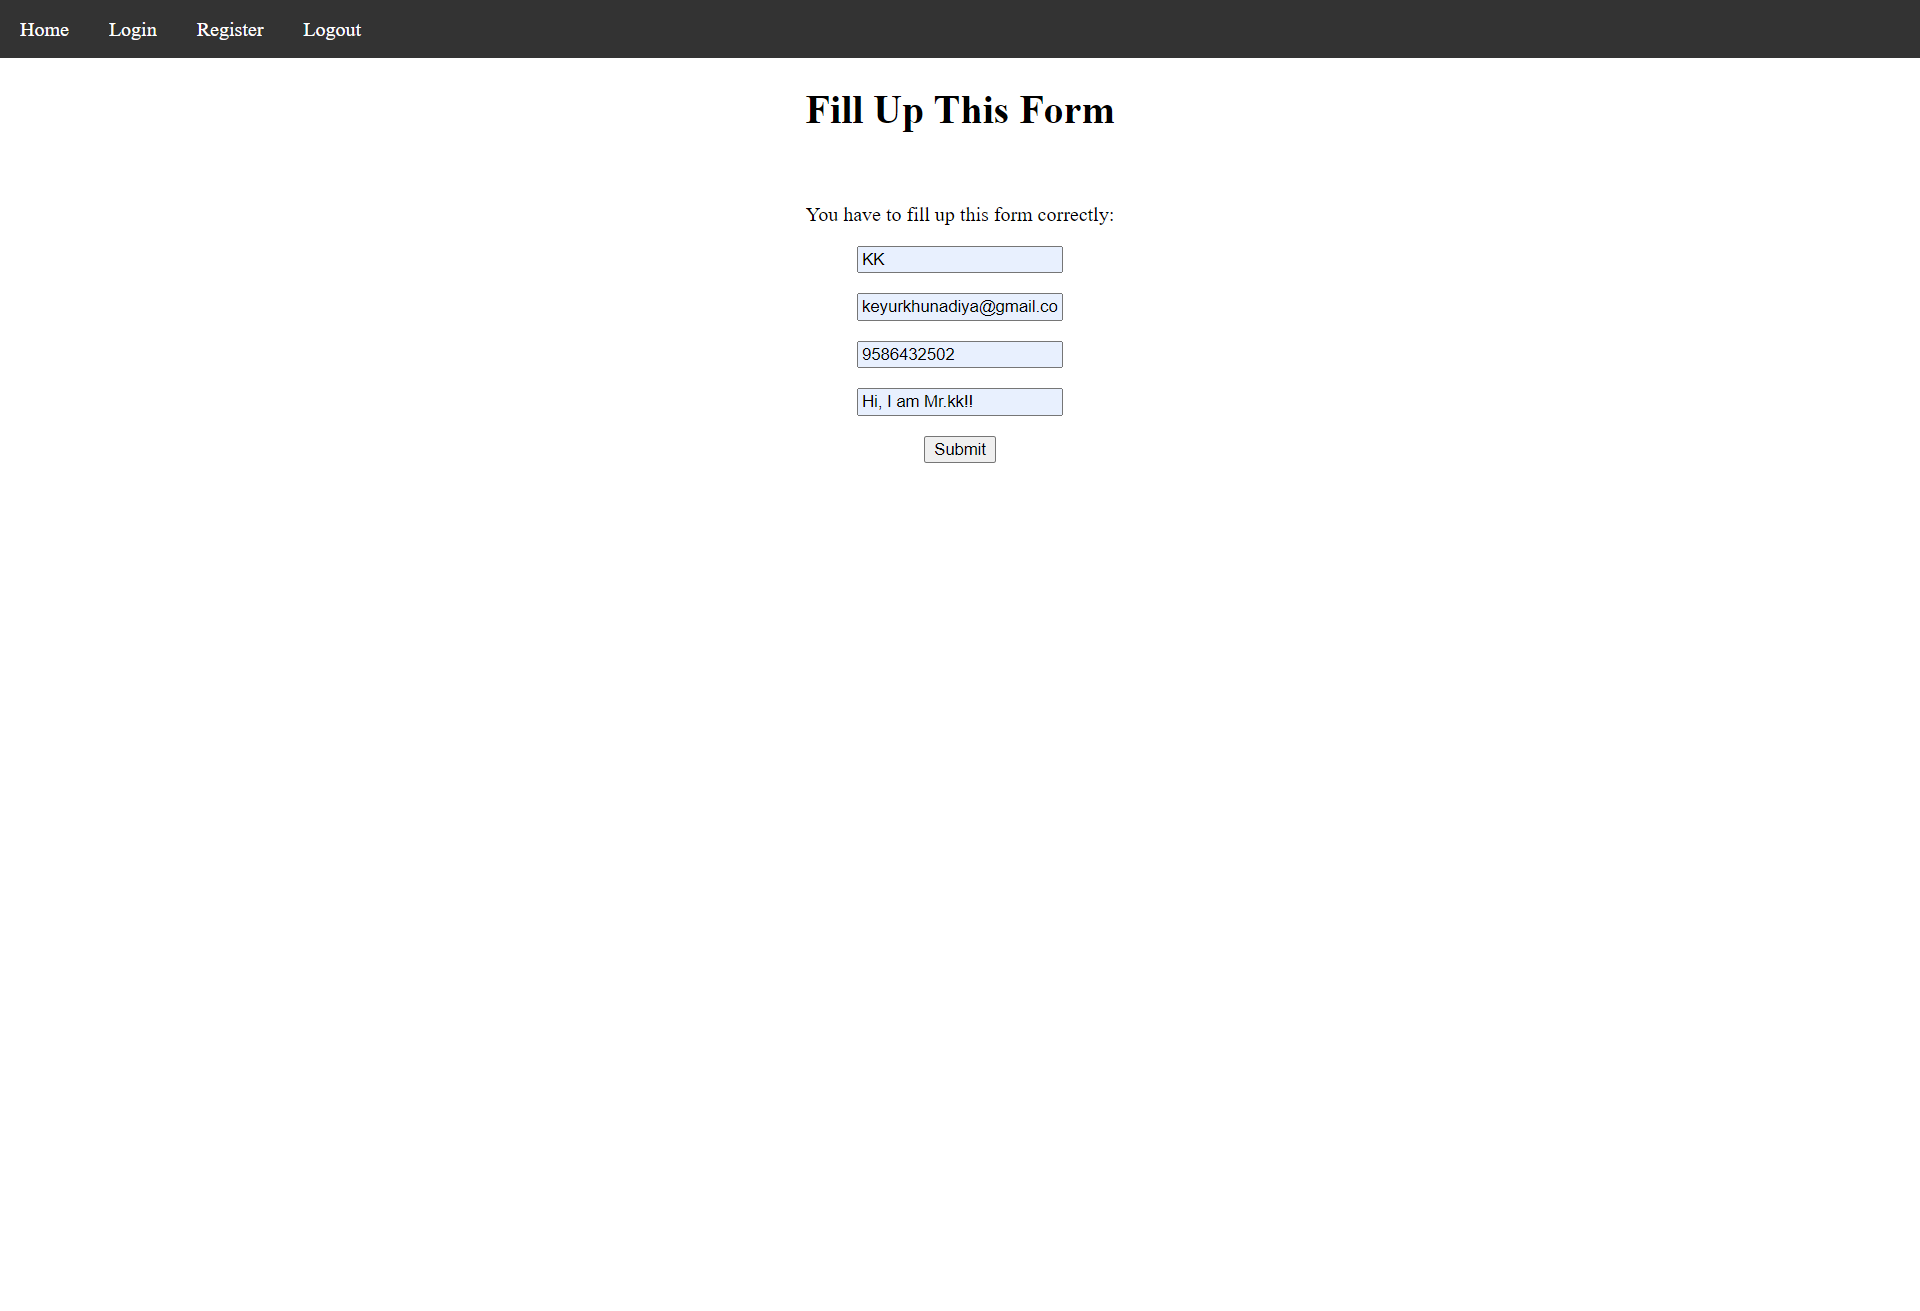 Home Login Register Logout
Fill Up This Form
You have to fill up this form correctly:
KK
keyurkhunadiya@gmail.co
9586432502
Hi, I am Mr.kk!!
Submit